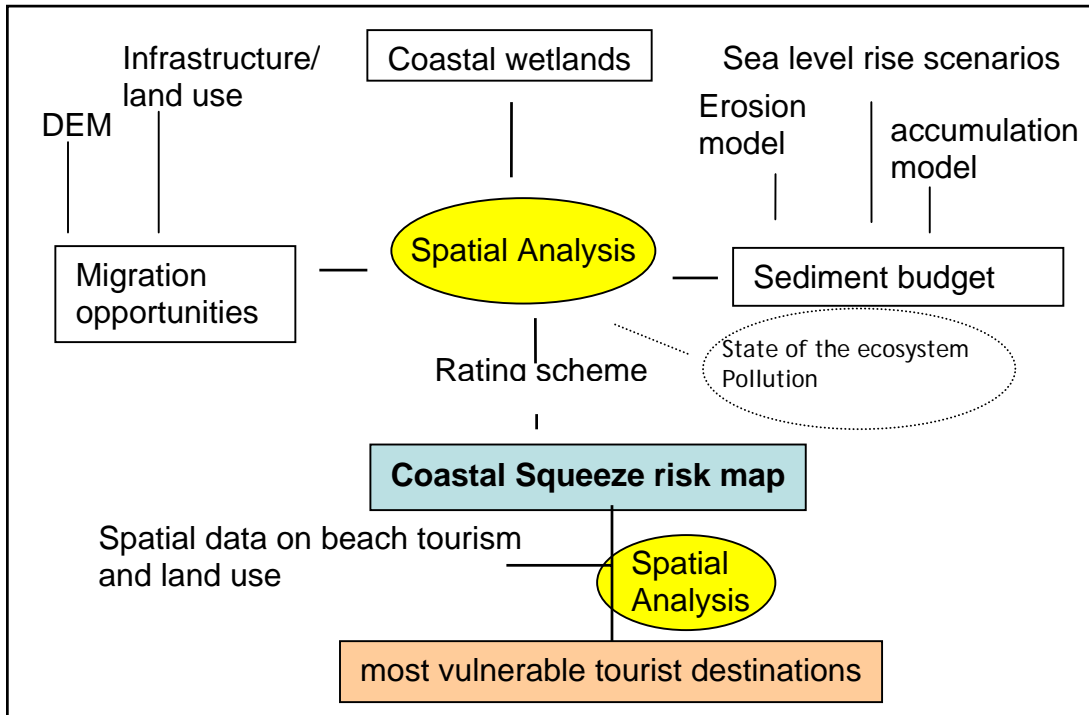 Infrastructure/
land use
DEM
Coastal wetlands
Sea level rise scenarios
Erosion
model
accumulation
model
Migration
opportunities
Spatial Analysis
Sediment budget
State of the ecosystem
Pollution
Rating scheme
Coastal Squeeze risk map
Spatial data on beach tourism
and land use
Spatial
Analysis
most vulnerable tourist destinations